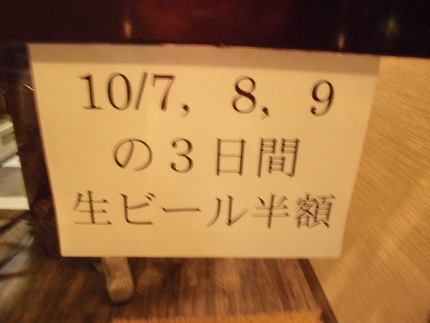 10/7, 8, 9
の3日間
生ビール半額